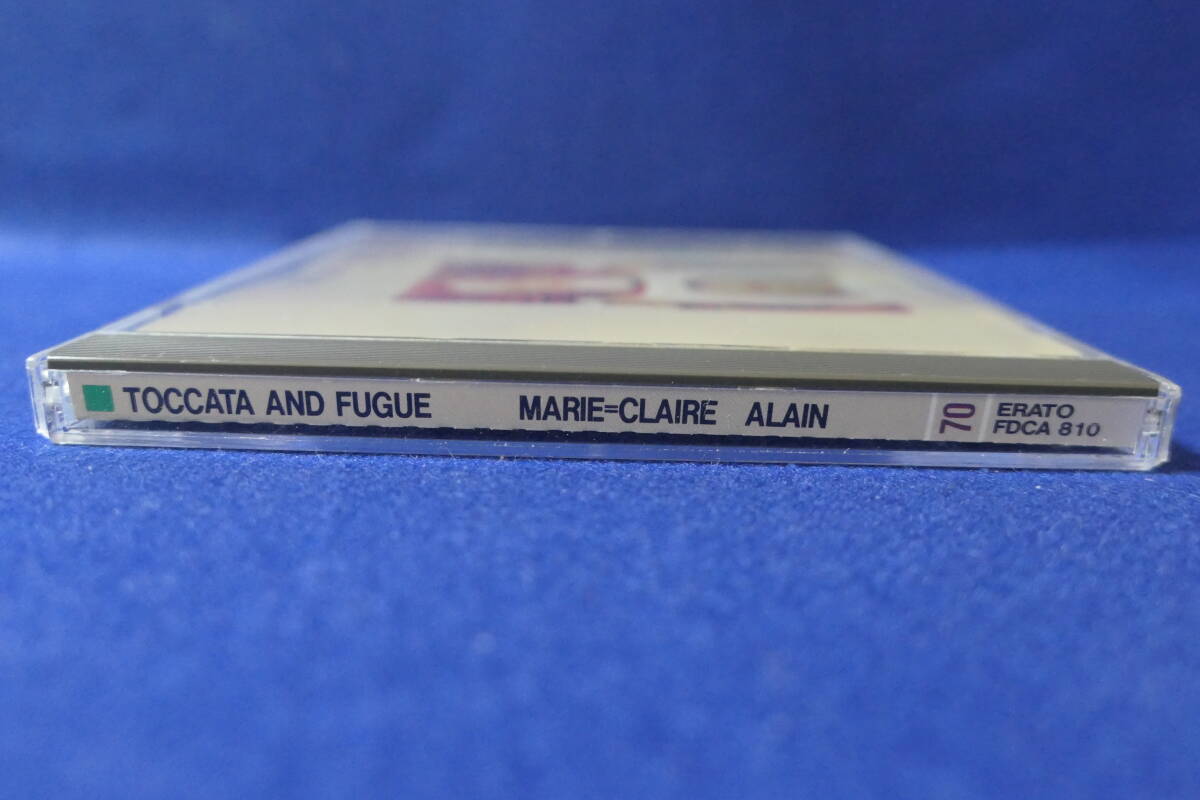 TOCCATA AND FUGUE MARIE=CLAIRE ALAIN
70
ERATO
FDCA 810